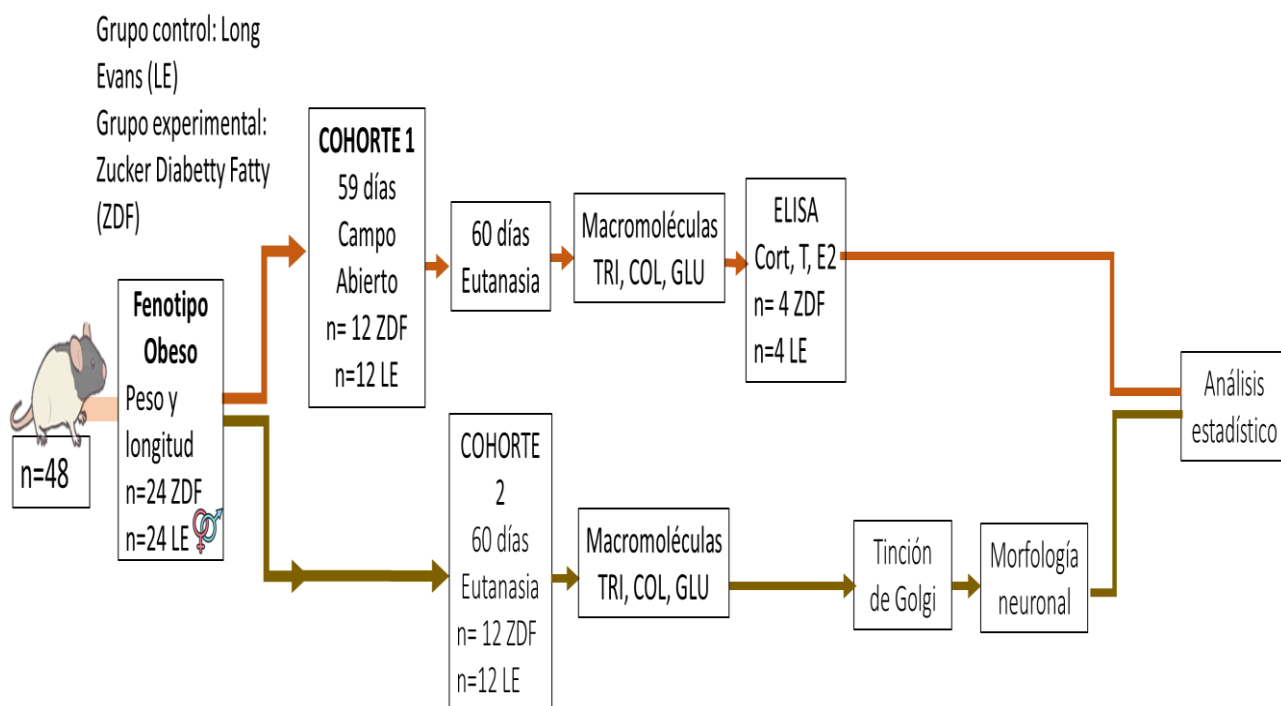 Grupo control: Long
Evans (LE)
Grupo experimental:
Zucker Diabetty Fatty
(ZDF)
n=48
Fenotipo
Obeso
Peso y
longitud
n=24 ZDF
n=24 LE
COHORTE 1
59 días
Campo
Abierto
n= 12 ZDF
n=12 LE
60 días
Eutanasia
Macromoléculas
TRI, COL, GLU
ELISA
Cort, T, E2
n= 4 ZDF
n=4 LE
COHORTE
2
60 días
Eutanasia
n= 12 ZDF
n=12 LE
Macromoléculas
TRI, COL, GLU
Tinción
de Golgi
Morfología
neuronal
Análisis
estadístico